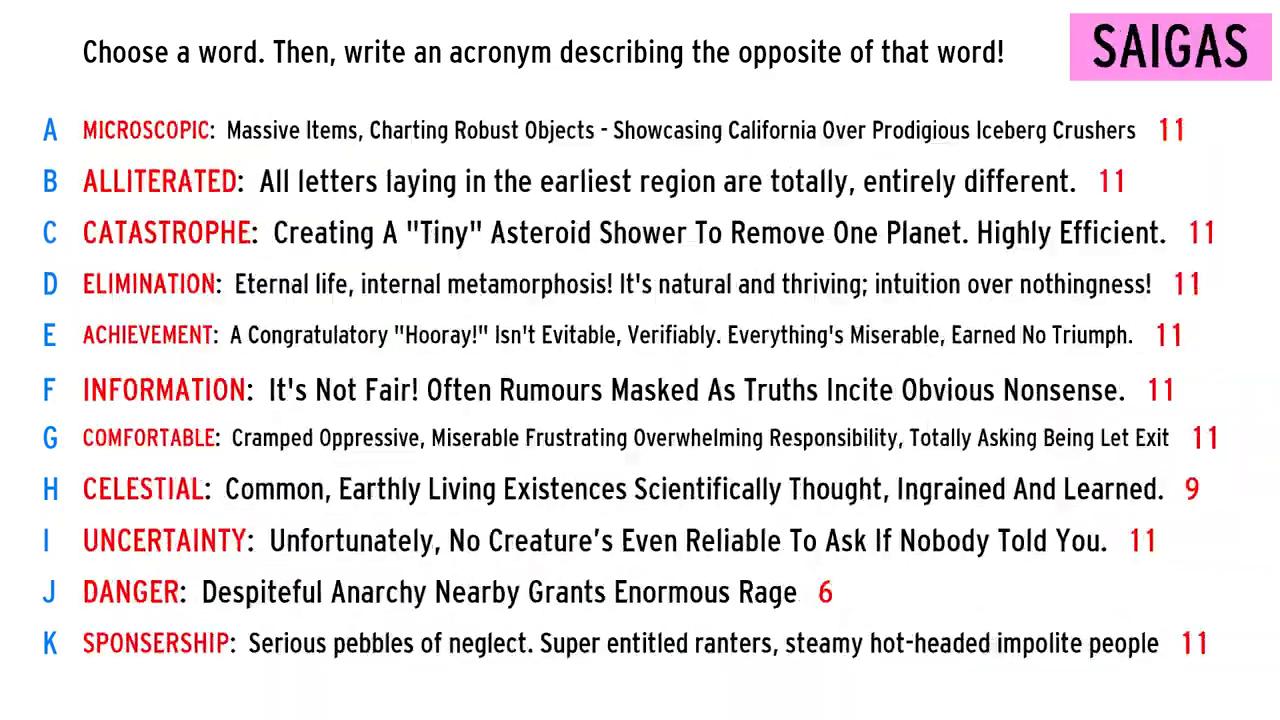 Choose a word. Then, write an acronym describing the opposite of that word!
SAIGAS
A MICROSCOPIC: Massive Items, Charting Robust Objects - Showcasing California Over Prodigious Iceberg Crushers 11
B ALLITERATED: All letters laying in the earliest region are totally, entirely different. 11
C CATASTROPHE: Creating A "Tiny" Asteroid Shower To Remove One Planet. Highly Efficient. 11
D ELIMINATION: Eternal life, internal metamorphosis! It's natural and thriving; intuition over nothingness! 11
E ACHIEVEMENT: A Congratulatory "Hooray!" Isn't Evitable, Verifiably. Everything's Miserable, Earned No Triumph. 11
F INFORMATION: It's Not Fair! Often Rumours Masked As Truths Incite Obvious Nonsense. 11
G COMFORTABLE: Cramped Oppressive, Miserable Frustrating Overwhelming Responsibility, Totally Asking Being Let Exit 11
H CELESTIAL: Common, Earthly Living Existences Scientifically Thought, Ingrained And Learned. 9
I UNCERTAINTY: Unfortunately, No Creature’s Even Reliable To Ask If Nobody Told You. 11
J DANGER: Despiteful Anarchy Nearby Grants Enormous Rage 6
K SPONSERSHIP: Serious pebbles of neglect. Super entitled ranters, steamy hot-headed impolite people 11